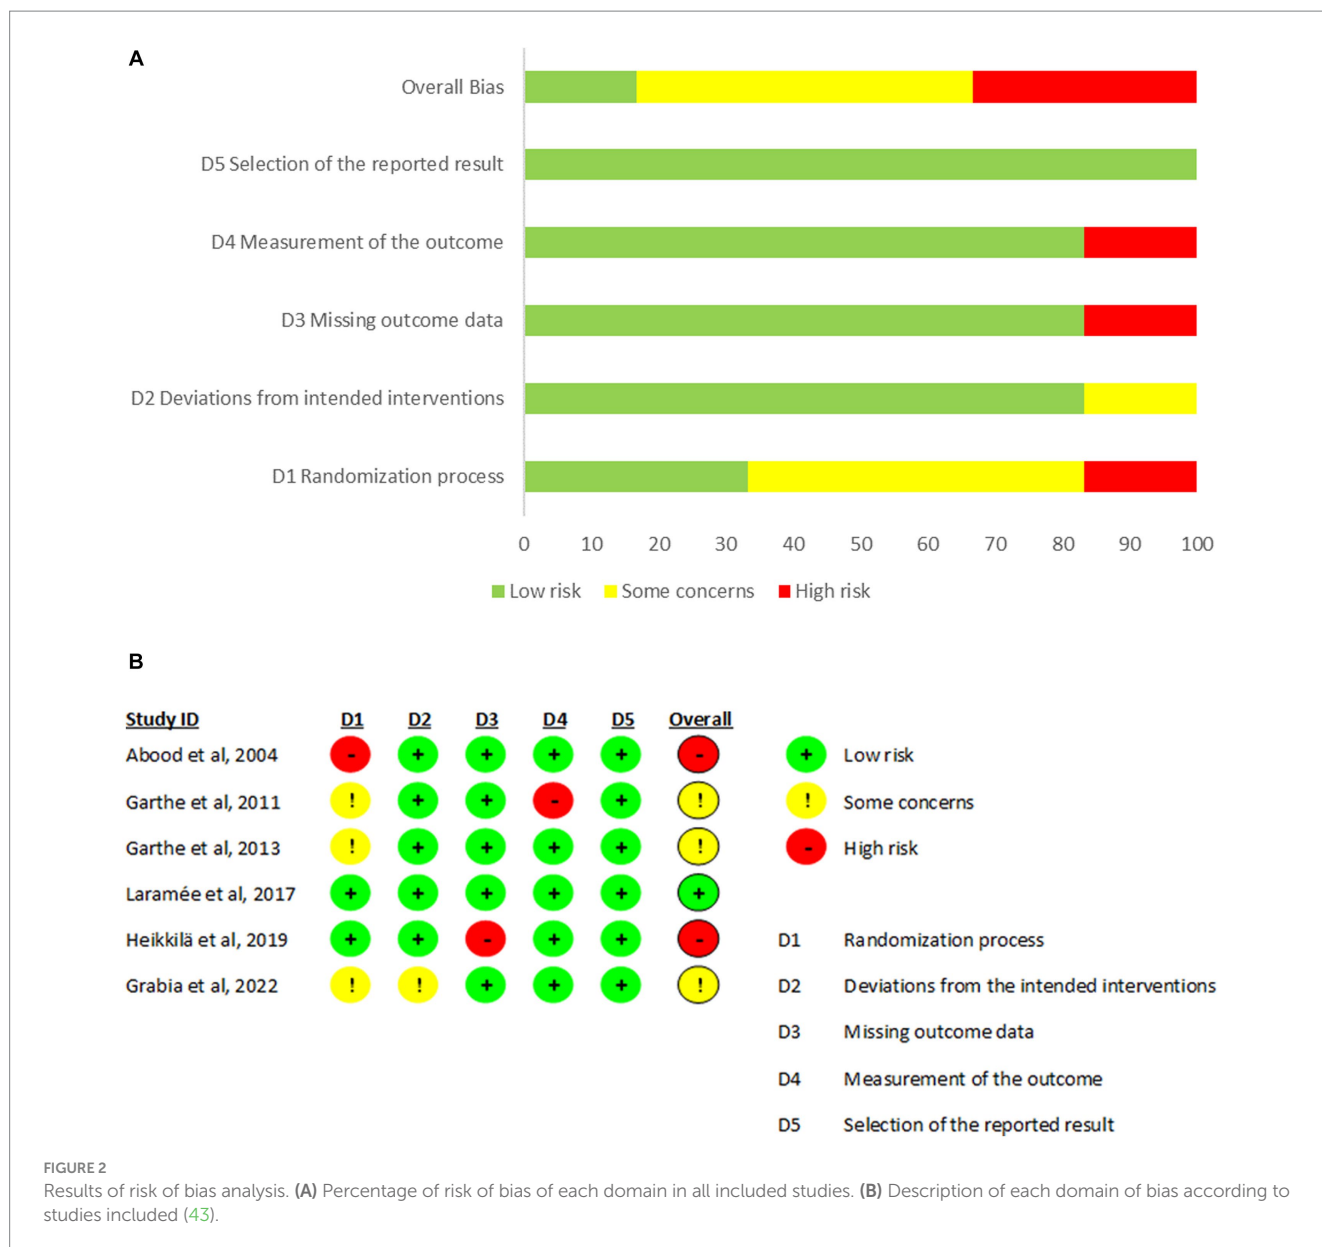 A
Overall Bias
D5 Selection of the reported result
D4 Measurement of the outcome
D3 Missing outcome data
D2 Deviations from intended interventions
D1 Randomization process
0 10 20 30 40 50 60 70 80 90 100
Low risk Some concerns High risk
B
Study ID D1 D2 D3 D4 D5 Overall
Abood et al, 2004 - + + + + -
Garthe et al, 2011 ! + + - + !
Garthe et al, 2013 ! + + + + !
Laramée et al, 2017 + + + + + +
Heikkilä et al, 2019 + + - + + -
Grabia et al, 2022 ! ! + + + !
+ Low risk
! Some concerns
- High risk
D1 Randomization process
D2 Deviations from the intended interventions
D3 Missing outcome data
D4 Measurement of the outcome
D5 Selection of the reported result
FIGURE 2
Results of risk of bias analysis. (A) Percentage of risk of bias of each domain in all included studies. (B) Description of each domain of bias according to
studies included (43).